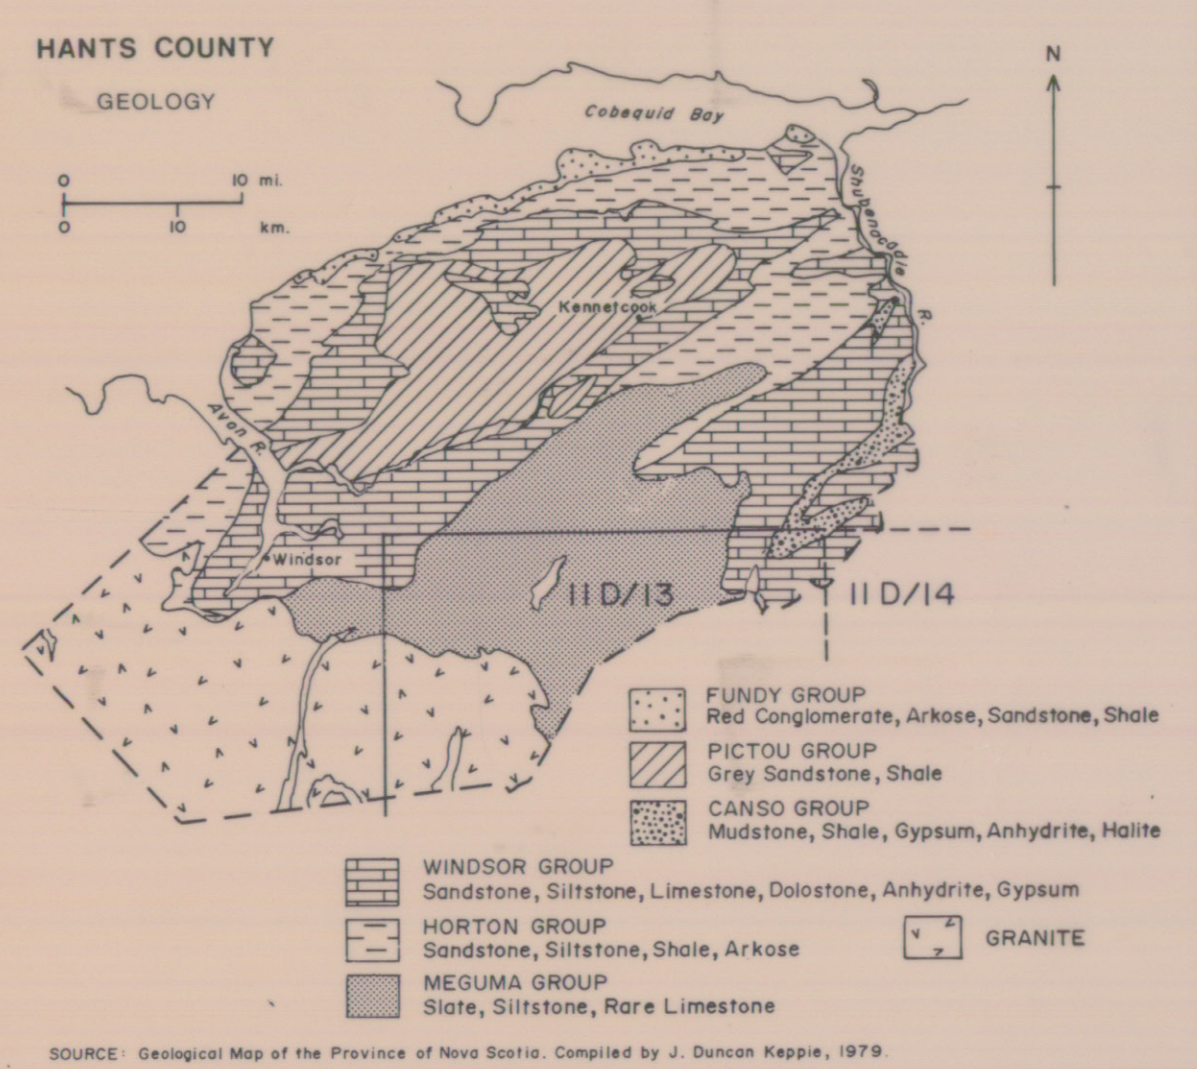 HANTS COUNTY
GEOLOGY
0 10 mi.
0 10 km.
N
Cobequid Bay
Shubenacadie R.
Kennetcook
Avon R.
Windsor
11 D/13
11 D/14
FUNDY GROUP
Red Conglomerate, Arkose, Sandstone, Shale
PICTOU GROUP
Grey Sandstone, Shale
CANSO GROUP
Mudstone, Shale, Gypsum, Anhydrite, Halite
WINDSOR GROUP
Sandstone, Siltstone, Limestone, Dolostone, Anhydrite, Gypsum
HORTON GROUP
Sandstone, Siltstone, Shale, Arkose
GRANITE
MEGUMA GROUP
Slate, Siltstone, Rare Limestone
SOURCE: Geological Map of the Province of Nova Scotia. Compiled by J. Duncan Keppie, 1979.